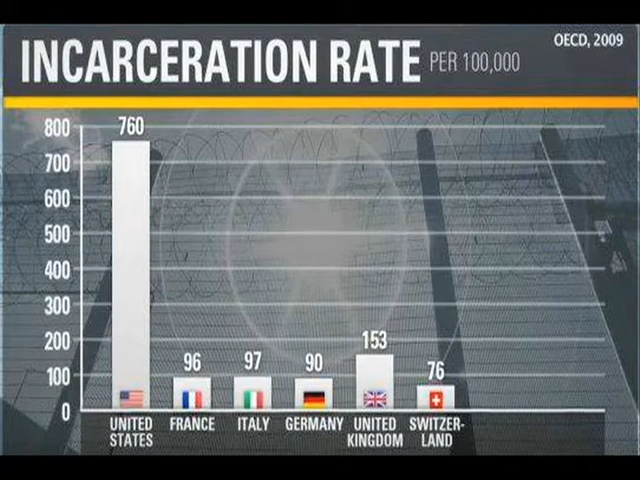 OECD, 2009
INCARCERATION RATE PER 100,000
800
700
600
500
400
300
200
100
0
760
96
97
90
153
76
UNITED STATES
FRANCE
ITALY
GERMANY
UNITED KINGDOM
SWITZER-
LAND